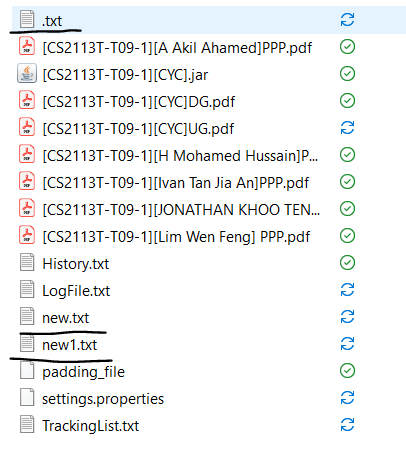 .txt
[CS2113T-T09-1][A Akil Ahamed]PPP.pdf
[CS2113T-T09-1][CYC].jar
[CS2113T-T09-1][CYC]DG.pdf
[CS2113T-T09-1][CYC]UG.pdf
[CS2113T-T09-1][H Mohamed Hussain]P...
[CS2113T-T09-1][Ivan Tan Jia An]PPP.pdf
[CS2113T-T09-1][JONATHAN KHOO TEN...
[CS2113T-T09-1][Lim Wen Feng] PPP.pdf
History.txt
LogFile.txt
new.txt
new1.txt
padding_file
settings.properties
TrackingList.txt